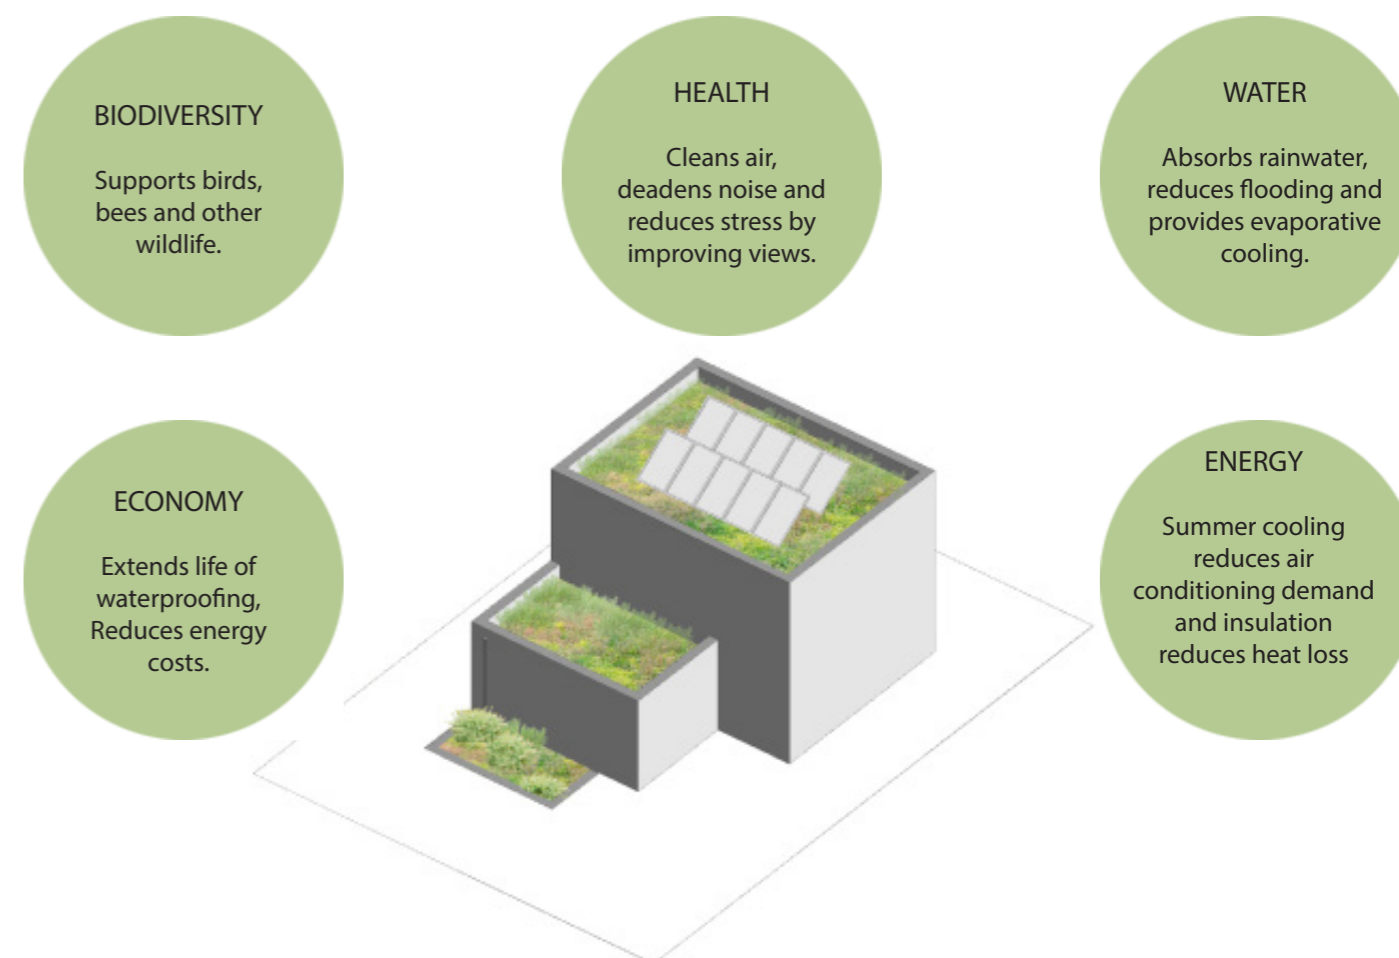 BIODIVERSITY
Supports birds,
bees and other
wildlife.
HEALTH
Cleans air,
deadens noise and
reduces stress by
improving views.
WATER
Absorbs rainwater,
reduces flooding and
provides evaporative
cooling.
ECONOMY
Extends life of
waterproofing,
Reduces energy
costs.
ENERGY
Summer cooling
reduces air
conditioning demand
and insulation
reduces heat loss